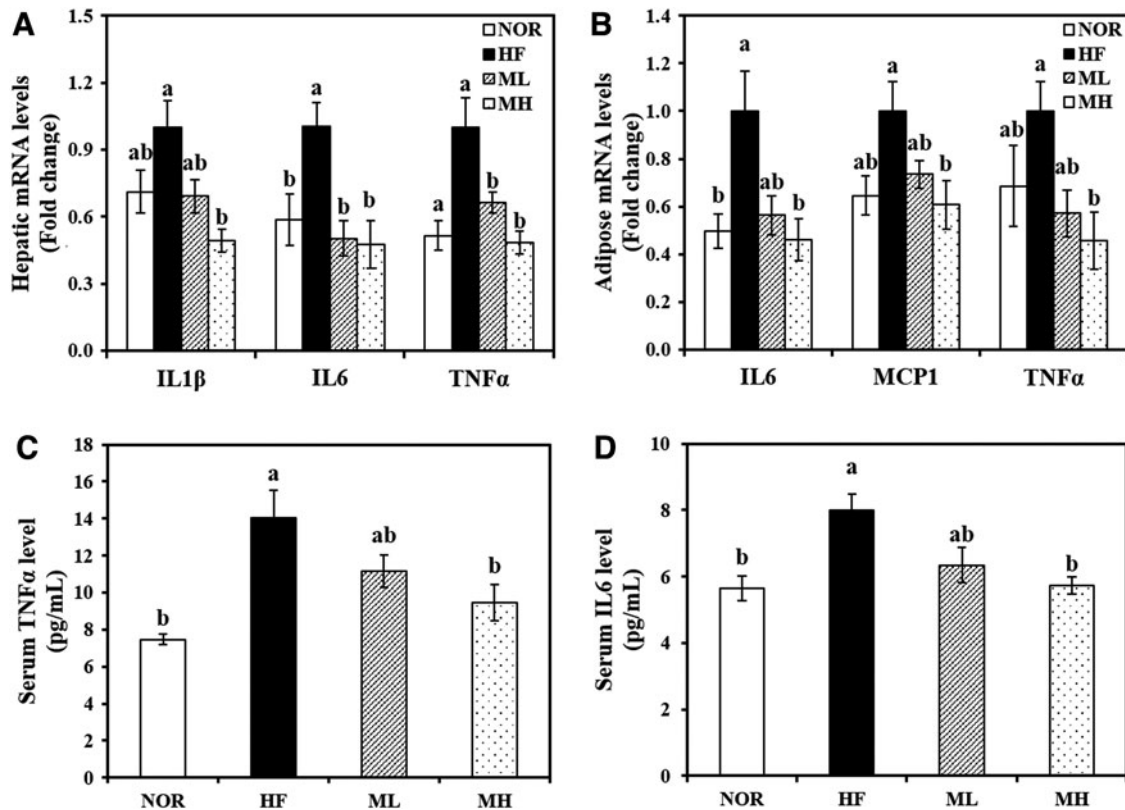 A
Hepatic mRNA levels
(Fold change)
1.5
1.2
0.9
0.6
0.3
0.0
NOR
HF
ML
MH
ab
a
ab
b
b
a
b
b
a
a
b
b
IL1β
IL6
TNFα
B
Adipose mRNA levels
(Fold change)
1.4
1.2
1.0
0.8
0.6
0.4
0.2
0.0
NOR
HF
ML
MH
b
a
ab
b
ab
a
ab
b
ab
a
ab
b
IL6
MCP1
TNFα
C
Serum TNFα level
(pg/mL)
18
16
14
12
10
8
6
4
2
0
b
a
ab
b
NOR
HF
ML
MH
D
Serum IL6 level
(pg/mL)
10
8
6
4
2
0
b
a
ab
b
NOR
HF
ML
MH